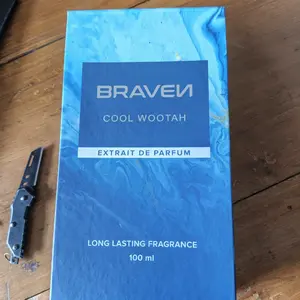 BRAVEN
COOL WOOTAH
EXTRAIT DE PARFUM
LONG LASTING FRAGRANCE
100 ml